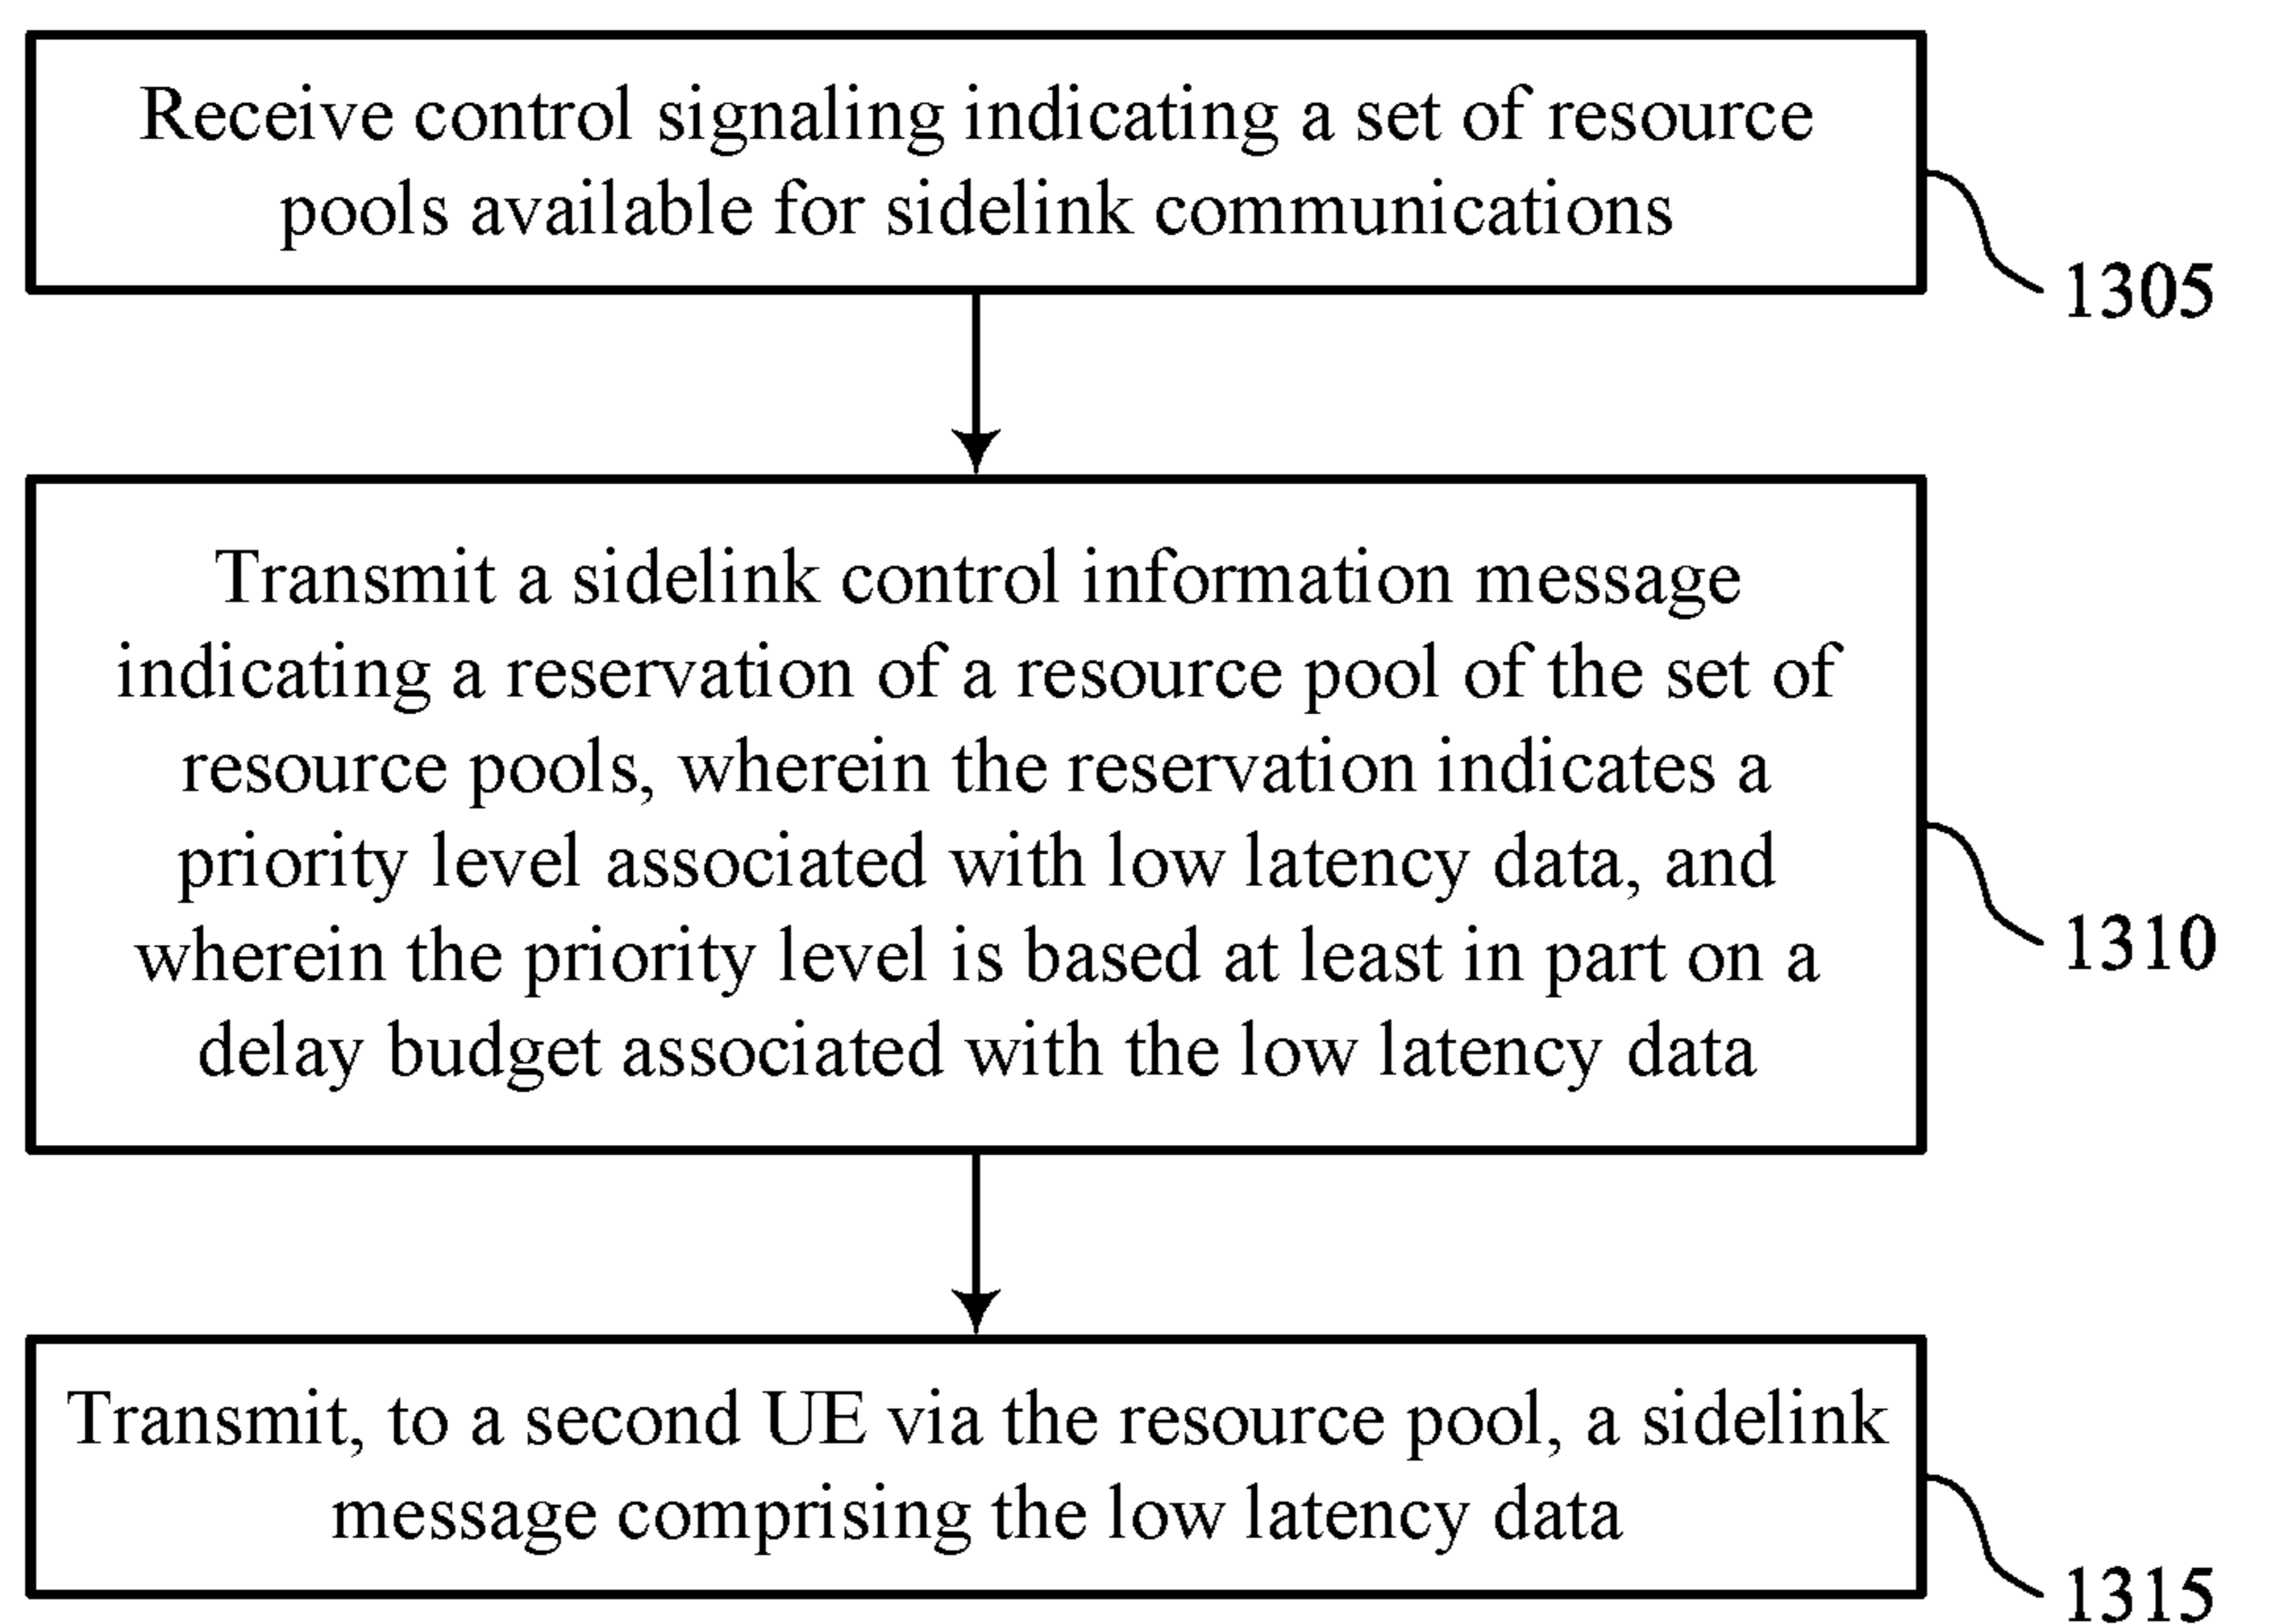 Receive control signaling indicating a set of resource
pools available for sidelink communications
1305
Transmit a sidelink control information message
indicating a reservation of a resource pool of the set of
resource pools, wherein the reservation indicates a
priority level associated with low latency data, and
wherein the priority level is based at least in part on a
delay budget associated with the low latency data
1310
Transmit, to a second UE via the resource pool, a sidelink
message comprising the low latency data
1315